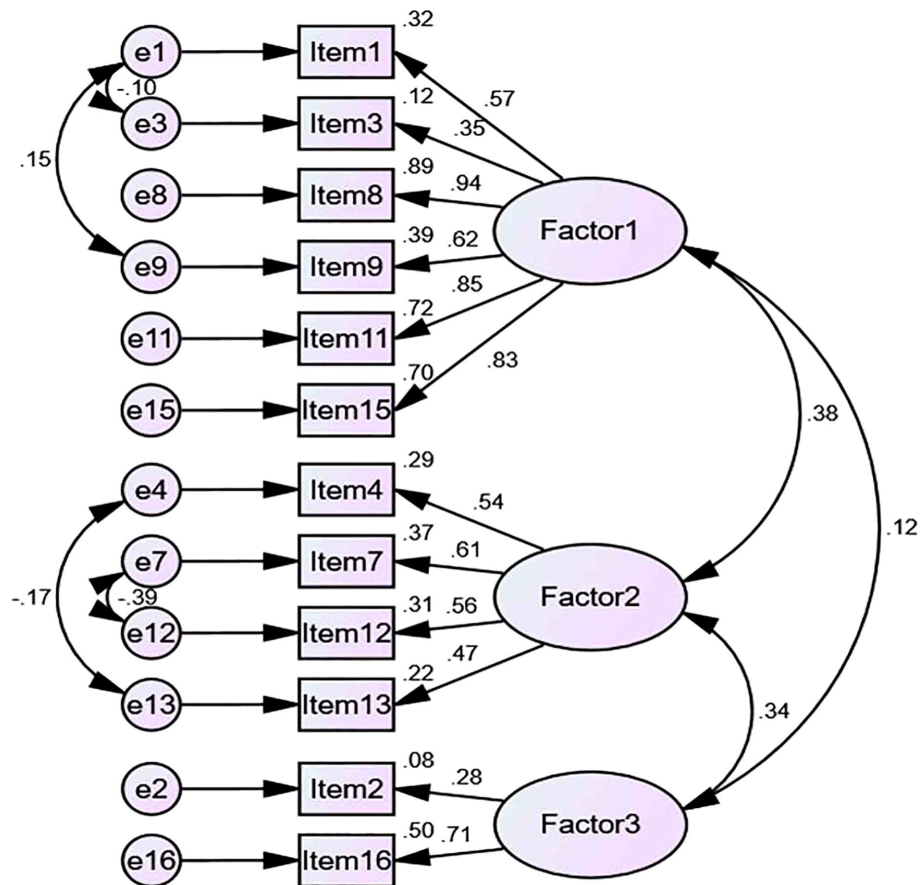 .32
e1 Item1
-.10 .57
.12
e3 Item3 .35
.15
.89
e8 Item8 .94
Factor1
.39 .62
e9 Item9
.85
.72
e11 Item11
.70 .83
e15 Item15
.38
.29
e4 Item4
.54
.12
.37
e7 Item7 .61
-.17 -.39 Factor2
.31 .56
e12 Item12
.47
.22
e13 Item13
.34
.08
e2 Item2 .28
Factor3
.50 .71
e16 Item16